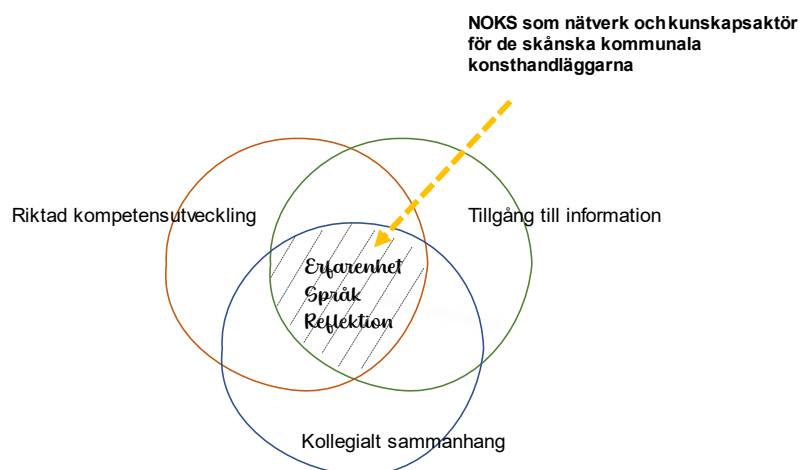 NOKS som nätverk och kunskapsaktör
för de skånska kommunala
konsthandläggarna
Riktad kompetensutveckling
Tillgång till information
Erfarenhet
Språk
Reflektion
Kollegialt sammanhang